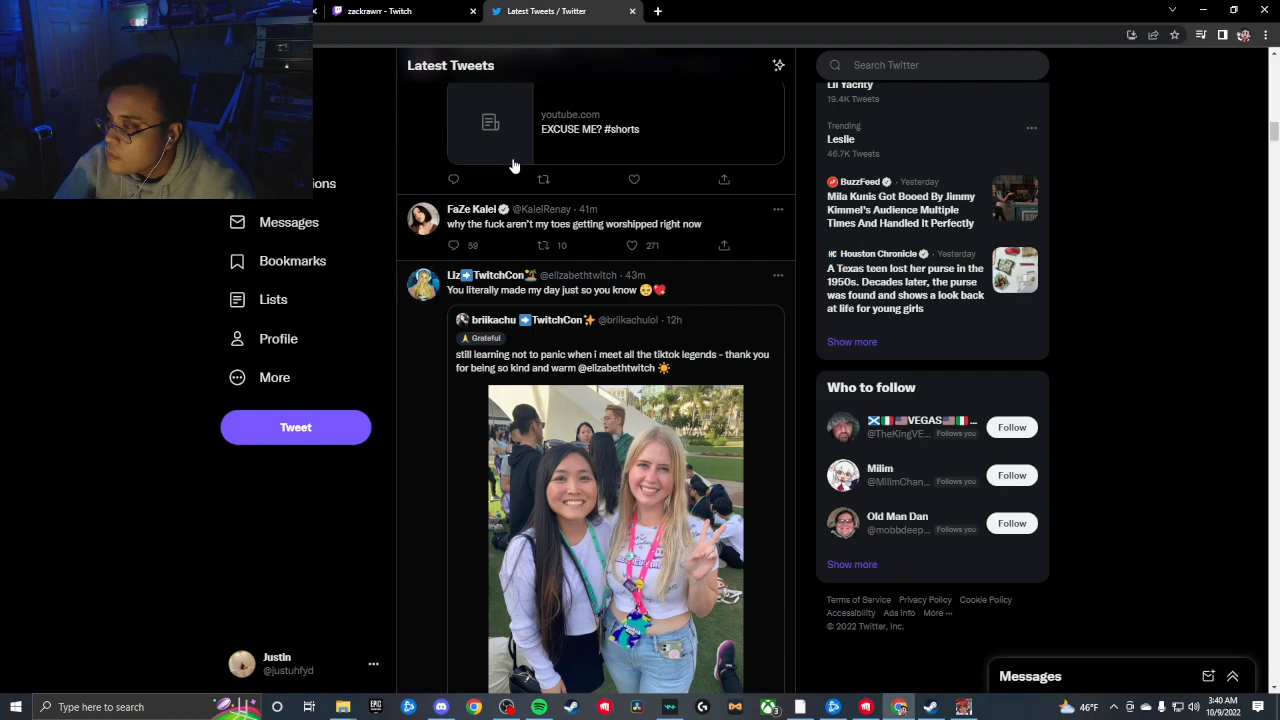 zackrawrr - Twitch
Latest Tweets / Twitter
ions
Messages
Bookmarks
Lists
Profile
More
Tweet
Justin
@justuhfyd
Latest Tweets
youtube.com
EXCUSE ME? #shorts
FaZe Kalei @KaleiRenay · 41m
why the fuck aren't my toes getting worshipped right now
59 10 271
Liz➡️TwitchCon🏝️ @elizabethtwitch · 43m
You literally made my day just so you know 🥺💖
briikachu ➡️TwitchCon✨ @briikachulol · 12h
🙏 Grateful
still learning not to panic when i meet all the tiktok legends - thank you
for being so kind and warm @elizabethtwitch ☀️
Search Twitter
Lil Yachty
19.4K Tweets
Trending
Leslie
46.7K Tweets
BuzzFeed · Yesterday
Mila Kunis Got Booed By Jimmy
Kimmel's Audience Multiple
Times And Handled It Perfectly
Houston Chronicle · Yesterday
A Texas teen lost her purse in the
1950s. Decades later, the purse
was found and shows a look back
at life for young girls
Show more
Who to follow
🏴󠁧󠁢󠁳󠁣󠁴󠁿🇮🇹🇺🇸VEGAS🇺🇸🇮🇹...
@TheKingVE... Follows you
Follow
Milim
@MilimChan... Follows you
Follow
Old Man Dan
@mobbdeep... Follows you
Follow
Show more
Terms of Service Privacy Policy Cookie Policy
Accessibility Ads info More ···
© 2022 Twitter, Inc.
Messages
Type here to search
46°F
3:40 AM
10/9/2022